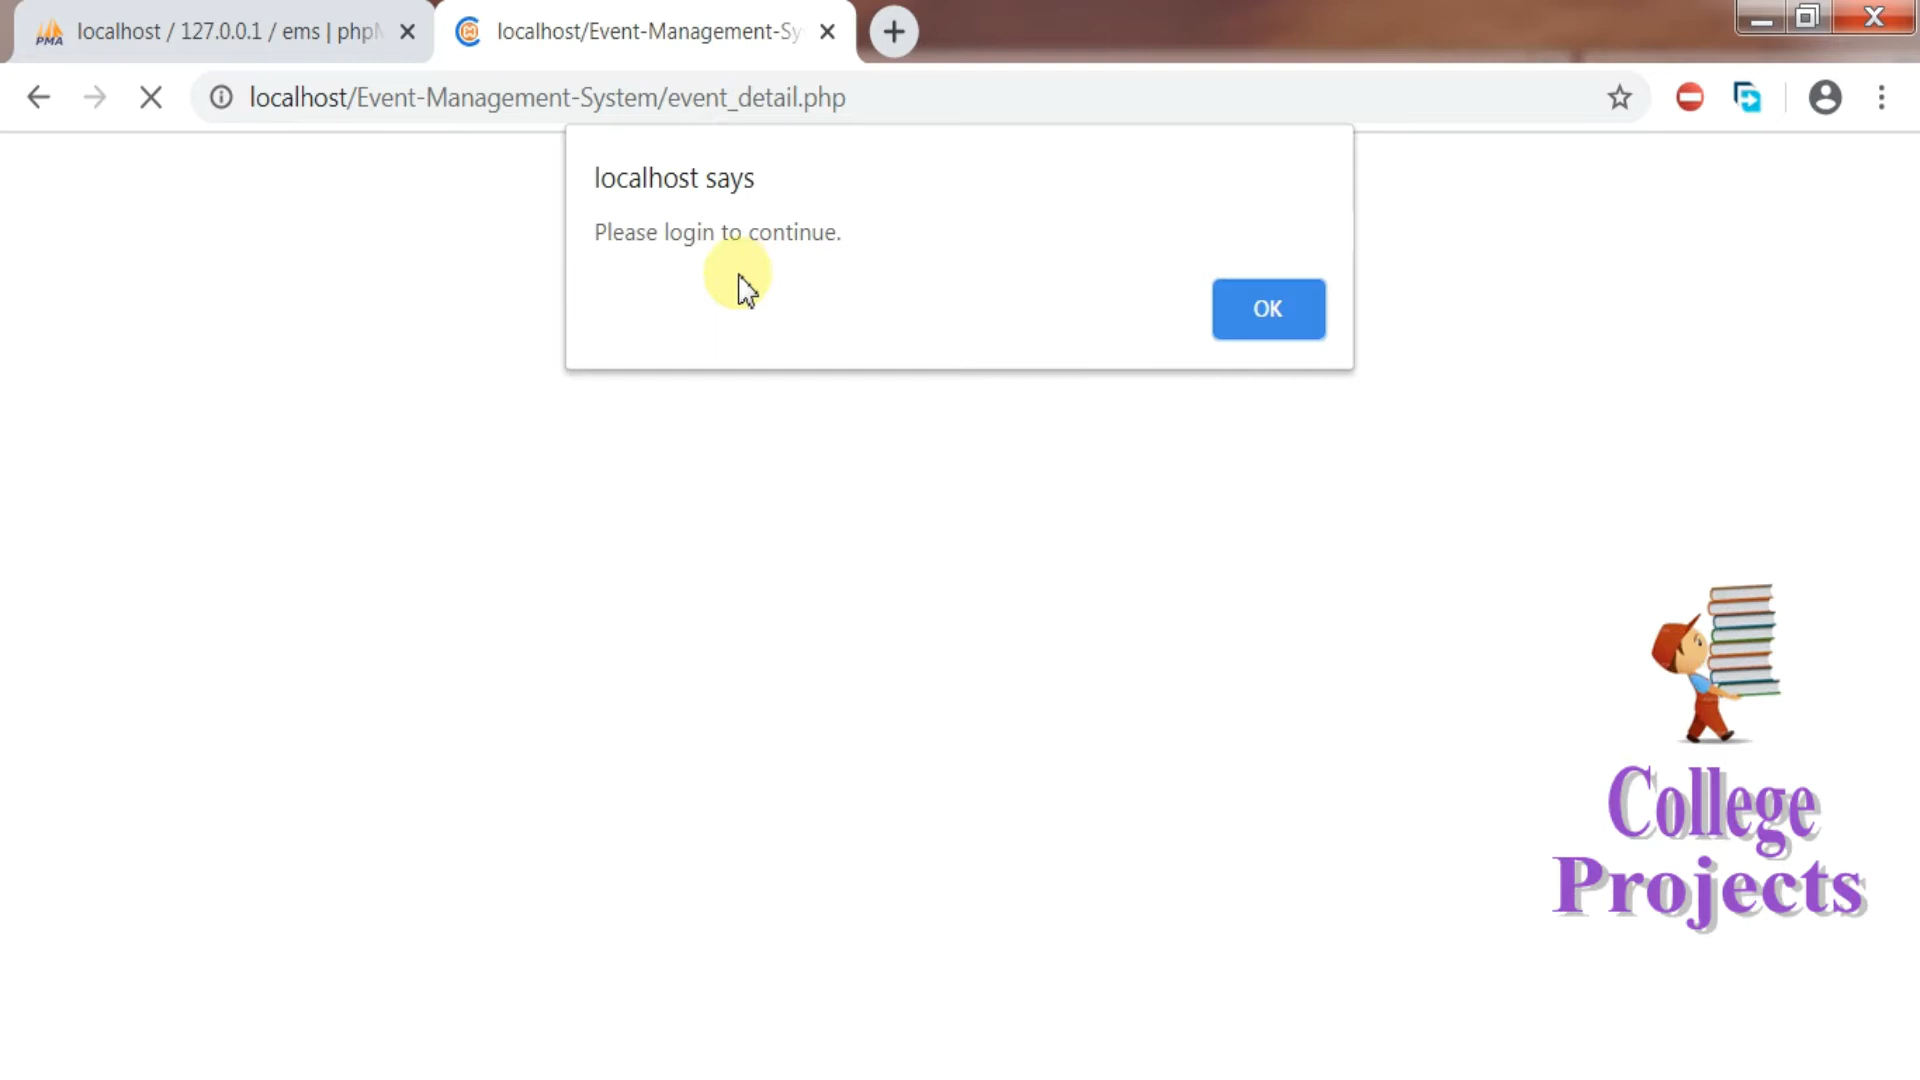 PMA
localhost / 127.0.0.1 / ems | php
localhost/Event-Management-Sy
localhost/Event-Management-System/event_detail.php
localhost says
Please login to continue.
OK
College
Projects